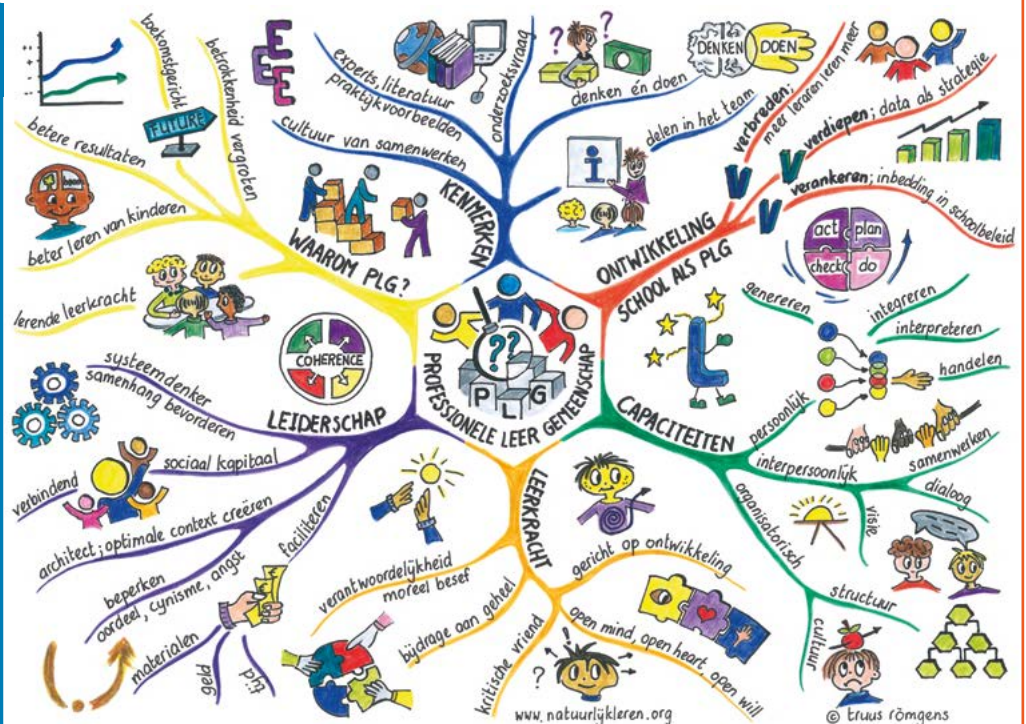 PROFESSIONELE LEER GEMEENSCHAP
??
PLG
WAAROM PLG?
toekomstgericht
FUTURE
betrokkenheid vergroten
betere resultaten
beter leren van kinderen
lerende leerkracht
KENMERKEN
EEE
experts, literatuur
praktijkvoorbeelden
cultuur van samenwerken
onderzoeksvraag
? ?
denken én doen
DENKEN DOEN
delen in het team
i
ONTWIKKELING
SCHOOL ALS PLG
V V V
verbreden;
meer leraren leren meer
verdiepen; data als strategie
verankeren; inbedding in schoolbeleid
act plan
check do
CAPACITEITEN
L
persoonlijk
genereren
integreren
interpreteren
handelen
interpersoonlijk
samenwerken
dialoog
visie
organisatorisch
structuur
cultuur
LEERKRACHT
gericht op ontwikkeling
open mind, open heart, open will
kritische vriend
?
bijdrage aan geheel
verantwoordelijkheid
moreel besef
LEIDERSCHAP
COHERENCE
systeemdenker
samenhang bevorderen
sociaal kapitaal
verbindend
architect; optimale context creëren
beperken
oordeel, cynisme, angst
faciliteren
materialen
geld
tijd
www.natuurlijkleren.org
© truus römgens